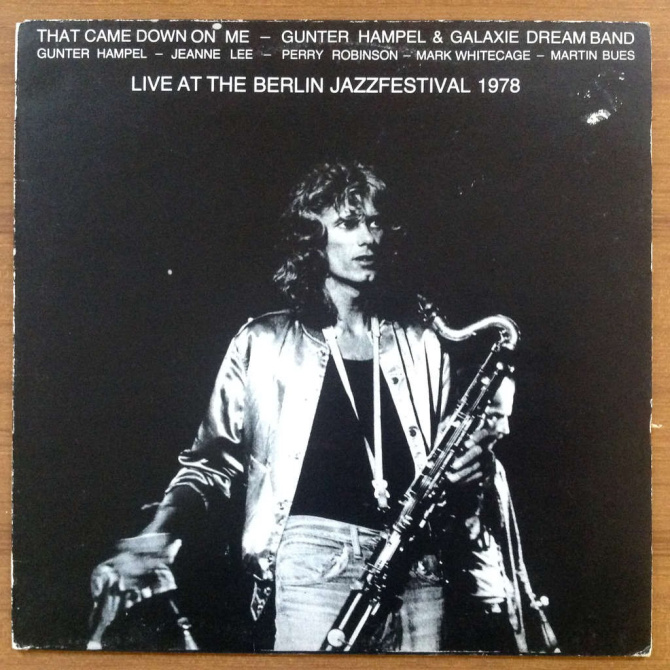 THAT CAME DOWN ON ME – GUNTER HAMPEL & GALAXIE DREAM BAND
GUNTER HAMPEL – JEANNE LEE – PERRY ROBINSON – MARK WHITECAGE – MARTIN BUES
LIVE AT THE BERLIN JAZZFESTIVAL 1978